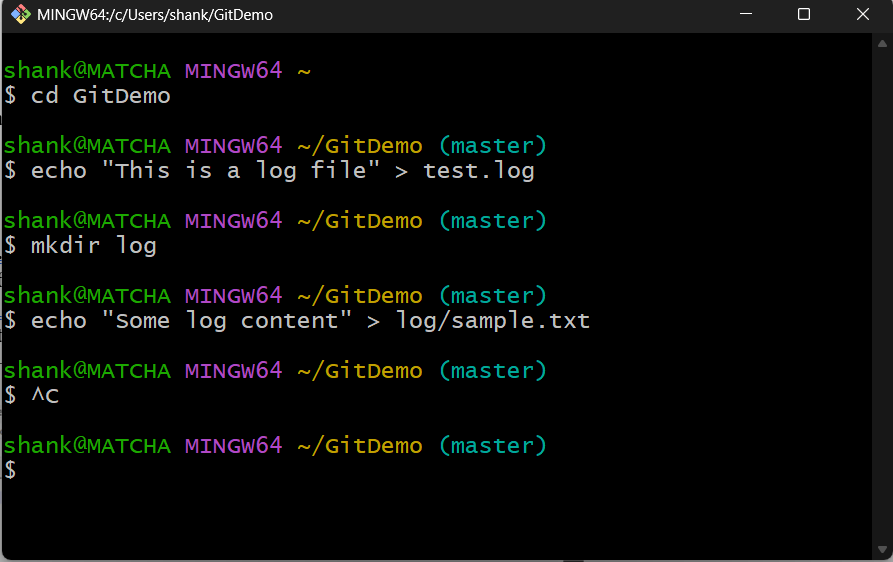 MINGW64:/c/Users/shank/GitDemo
shank@MATCHA MINGW64 ~
$ cd GitDemo
shank@MATCHA MINGW64 ~/GitDemo (master)
$ echo "This is a log file" > test.log
shank@MATCHA MINGW64 ~/GitDemo (master)
$ mkdir log
shank@MATCHA MINGW64 ~/GitDemo (master)
$ echo "Some log content" > log/sample.txt
shank@MATCHA MINGW64 ~/GitDemo (master)
$ ^C
shank@MATCHA MINGW64 ~/GitDemo (master)
$